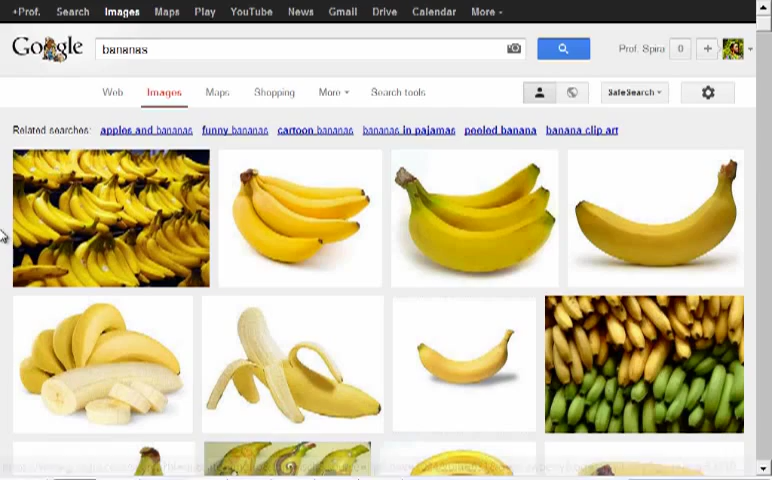 +Prof. Search Images Maps Play YouTube News Gmail Drive Calendar More
Google bananas Prof. Spira 0 +
Web Images Maps Shopping More Search tools SafeSearch
Related searches: apples and bananas funny bananas cartoon bananas bananas in pajamas peeled banana banana clip art